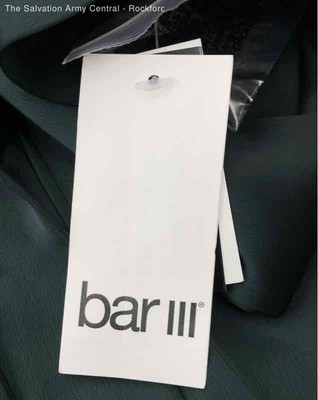 The Salvation Army Central - Rockforc
bar III®